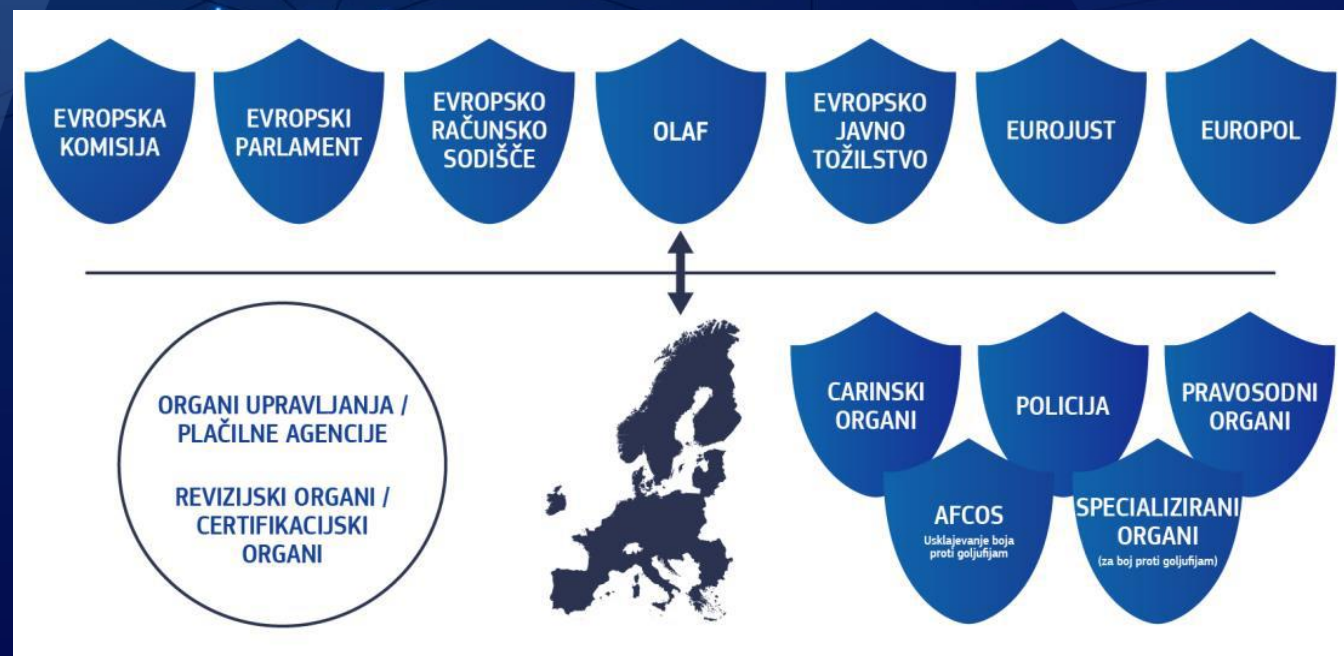 EVROPSKA
KOMISIJA
EVROPSKI
PARLAMENT
EVROPSKO
RAČUNSKO
SODIŠČE
OLAF
EVROPSKO
JAVNO
TOŽILSTVO
EUROJUST
EUROPOL
ORGANI UPRAVLJANJA /
PLAČILNE AGENCIJE
REVIZIJSKI ORGANI /
CERTIFIKACIJSKI
ORGANI
CARINSKI
ORGANI
POLICIJA
PRAVOSODNI
ORGANI
AFCOS
Usklajevanje boja
proti goljufijam
SPECIALIZIRANI
ORGANI
(za boj proti goljufijam)